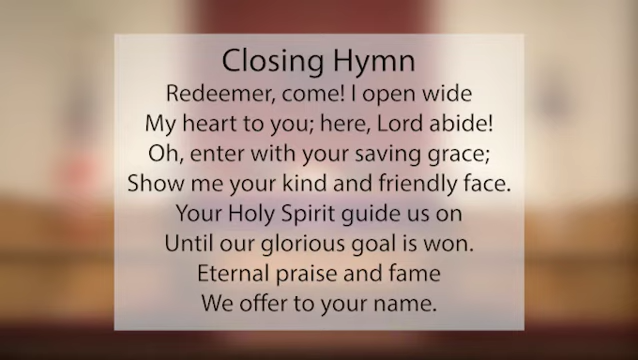 Closing Hymn
Redeemer, come! I open wide
My heart to you; here, Lord abide!
Oh, enter with your saving grace;
Show me your kind and friendly face.
Your Holy Spirit guide us on
Until our glorious goal is won.
Eternal praise and fame
We offer to your name.